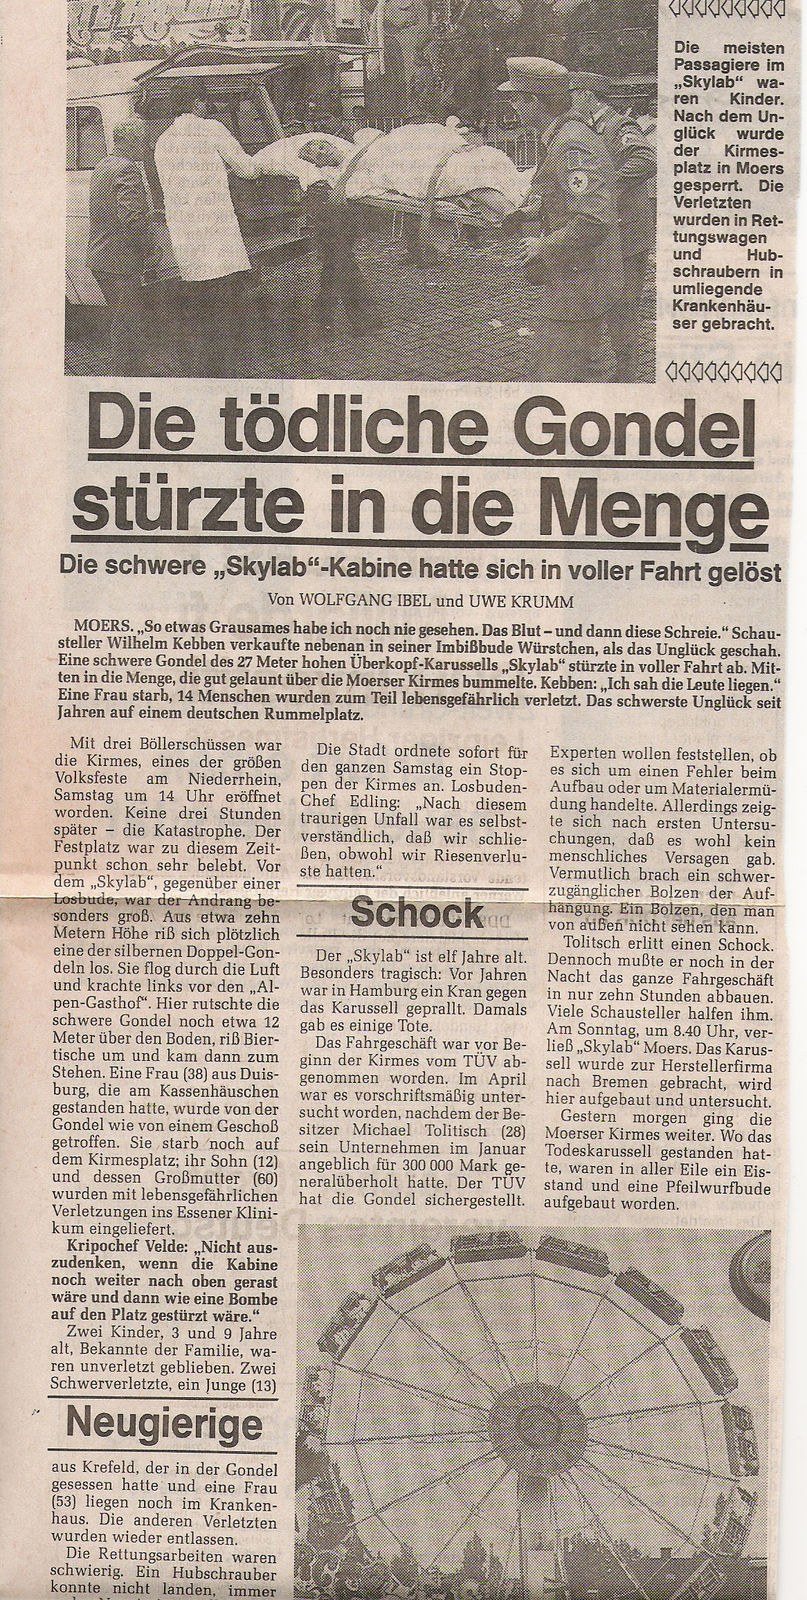 Die meisten
Passagiere im
„Skylab“ wa-
ren Kinder.
Nach dem Un-
glück wurde
der Kirmes-
platz in Moers
gesperrt. Die
Verletzten
wurden in Ret-
tungswagen
und Hub-
schraubern in
umliegende
Krankenhäu-
ser gebracht.
Die tödliche Gondel
stürzte in die Menge
Die schwere „Skylab“-Kabine hatte sich in voller Fahrt gelöst
Von WOLFGANG IBEL und UWE KRUMM
MOERS. „So etwas Grausames habe ich noch nie gesehen. Das Blut – und dann diese Schreie.“ Schau-
steller Wilhelm Kebben verkaufte nebenan in seiner Imbißbude Würstchen, als das Unglück geschah.
Eine schwere Gondel des 27 Meter hohen Überkopf-Karussells „Skylab“ stürzte in voller Fahrt ab. Mit-
ten in die Menge, die gut gelaunt über die Moerser Kirmes bummelte. Kebben: „Ich sah die Leute liegen.“
Eine Frau starb, 14 Menschen wurden zum Teil lebensgefährlich verletzt. Das schwerste Unglück seit
Jahren auf einem deutschen Rummelplatz.
Mit drei Böllerschüssen war
die Kirmes, eines der großen
Volksfeste am Niederrhein,
Samstag um 14 Uhr eröffnet
worden. Keine drei Stunden
später – die Katastrophe. Der
Festplatz war zu diesem Zeit-
punkt schon sehr belebt. Vor
dem „Skylab“, gegenüber einer
Losbude, war der Andrang be-
sonders groß. Aus etwa zehn
Metern Höhe riß sich plötzlich
eine der silbernen Doppel-Gon-
deln los. Sie flog durch die Luft
und krachte links vor den „Al-
pen-Gasthof“. Hier rutschte die
schwere Gondel noch etwa 12
Meter über den Boden, riß Bier-
tische um und kam dann zum
Stehen. Eine Frau (38) aus Duis-
burg, die am Kassenhäuschen
gestanden hatte, wurde von der
Gondel wie von einem Geschoß
getroffen. Sie starb noch auf
dem Kirmesplatz; ihr Sohn (12)
und dessen Großmutter (60)
wurden mit lebensgefährlichen
Verletzungen ins Essener Klini-
kum eingeliefert.
Kripochef Velde: „Nicht aus-
zudenken, wenn die Kabine
noch weiter nach oben gerast
wäre und dann wie eine Bombe
auf den Platz gestürzt wäre.“
Zwei Kinder, 3 und 9 Jahre
alt, Bekannte der Familie, wa-
ren unverletzt geblieben. Zwei
Schwerverletzte, ein Junge (13)
Neugierige
aus Krefeld, der in der Gondel
gesessen hatte und eine Frau
(53) liegen noch im Kranken-
haus. Die anderen Verletzten
wurden wieder entlassen.
Die Rettungsarbeiten waren
schwierig. Ein Hubschrauber
konnte nicht landen, immer
Die Stadt ordnete sofort für
den ganzen Samstag ein Stop-
pen der Kirmes an. Losbuden-
Chef Edling: „Nach diesem
traurigen Unfall war es selbst-
verständlich, daß wir schlie-
ßen, obwohl wir Riesenverlu-
ste hatten.“
Schock
Der „Skylab“ ist elf Jahre alt.
Besonders tragisch: Vor Jahren
war in Hamburg ein Kran gegen
das Karussell geprallt. Damals
gab es einige Tote.
Das Fahrgeschäft war vor Be-
ginn der Kirmes vom TÜV ab-
genommen worden. Im April
war es vorschriftsmäßig unter-
sucht worden, nachdem der Be-
sitzer Michael Tolitisch (28)
sein Unternehmen im Januar
angeblich für 300 000 Mark ge-
neralüberholt hatte. Der TÜV
hat die Gondel sichergestellt.
Experten wollen feststellen, ob
es sich um einen Fehler beim
Aufbau oder um Materialermü-
dung handelte. Allerdings zeig-
te sich nach ersten Untersu-
chungen, daß es wohl kein
menschliches Versagen gab.
Vermutlich brach ein schwer-
zugänglicher Bolzen der Auf-
hängung. Ein Bolzen, den man
von außen nicht sehen kann.
Tolitsch erlitt einen Schock.
Dennoch mußte er noch in der
Nacht das ganze Fahrgeschäft
in nur zehn Stunden abbauen.
Viele Schausteller halfen ihm.
Am Sonntag, um 8.40 Uhr, ver-
ließ „Skylab“ Moers. Das Karus-
sell wurde zur Herstellerfirma
nach Bremen gebracht, wird
hier aufgebaut und untersucht.
Gestern morgen ging die
Moerser Kirmes weiter. Wo das
Todeskarussell gestanden hat-
te, waren in aller Eile ein Eis-
stand und eine Pfeilwurfbude
aufgebaut worden.